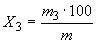 X₃ = m₃ · 100 / m